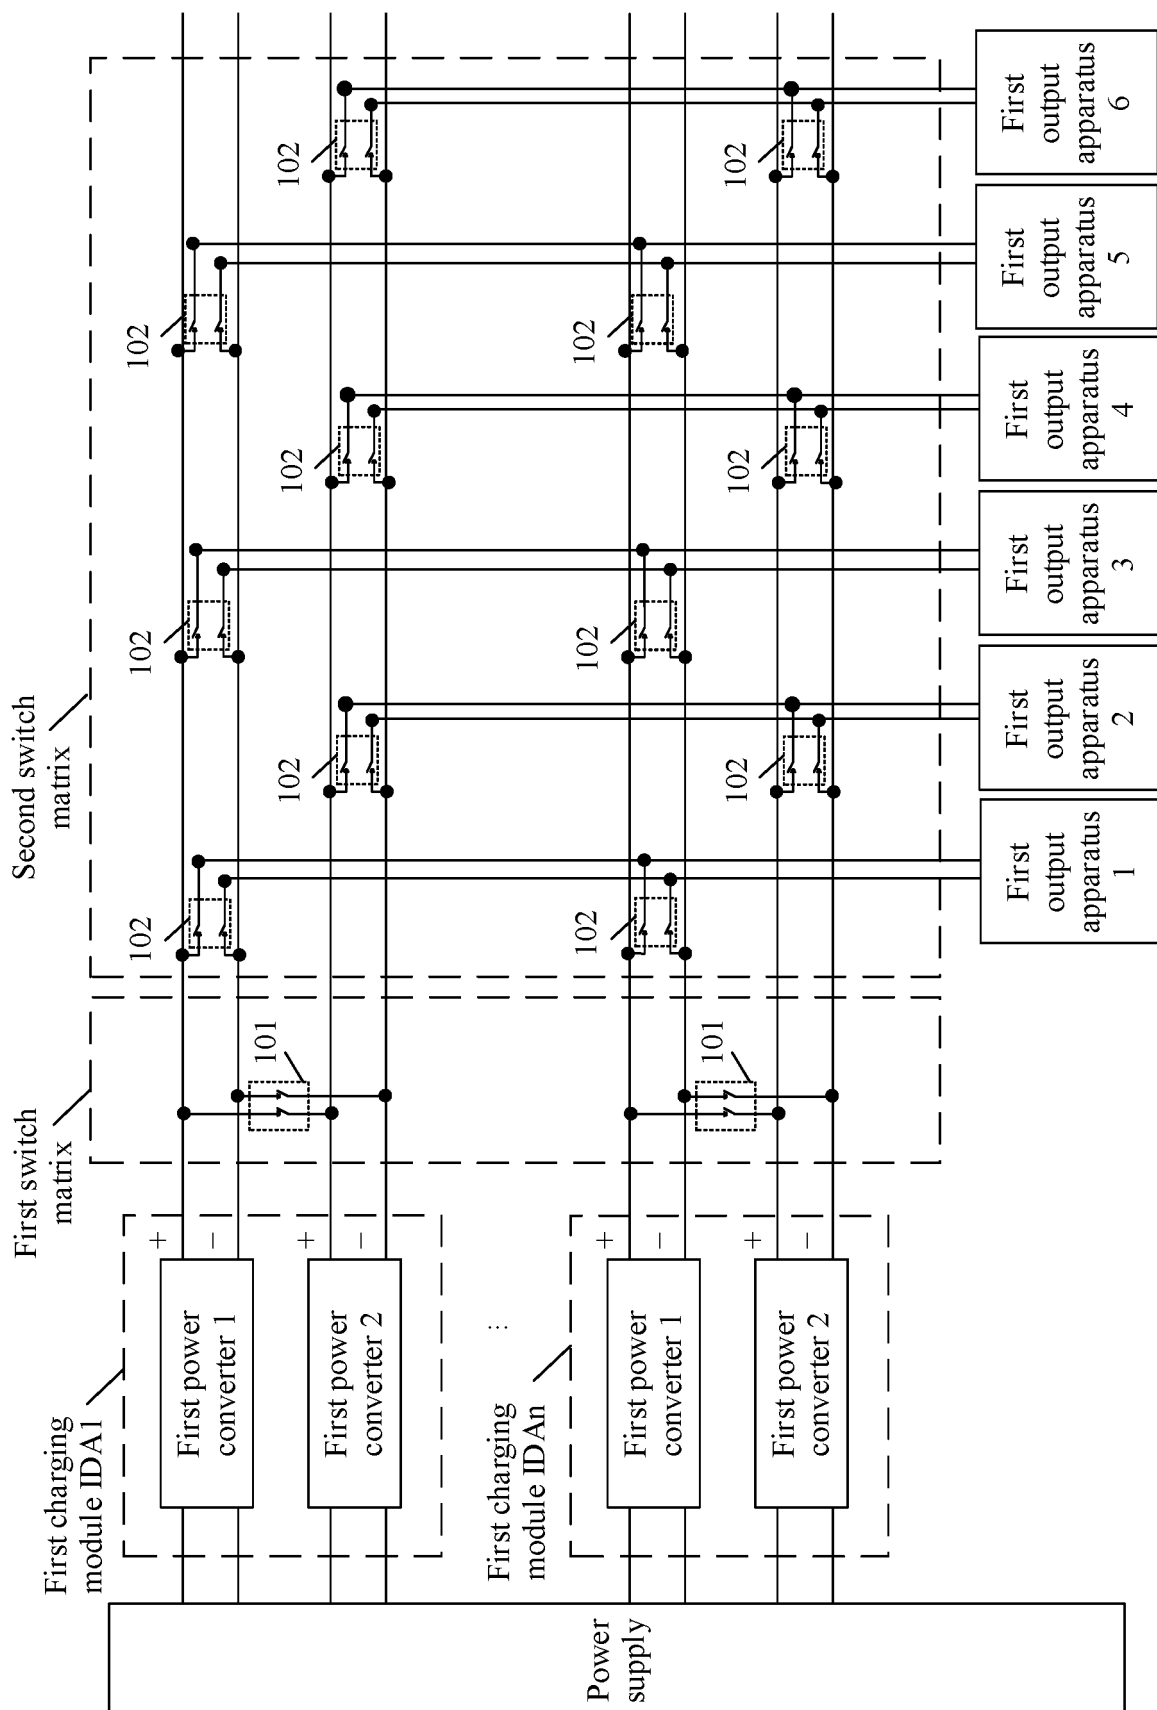 First charging
module IDA1
First switch
matrix
Second switch
matrix
First power
converter 1
+
−
102
102
102
101
First power
converter 2
+
−
102
102
102
Power
supply
...
First charging
module IDAn
First power
converter 1
+
−
102
102
102
101
First power
converter 2
+
−
102
102
102
First
output
apparatus
1
First
output
apparatus
2
First
output
apparatus
3
First
output
apparatus
4
First
output
apparatus
5
First
output
apparatus
6